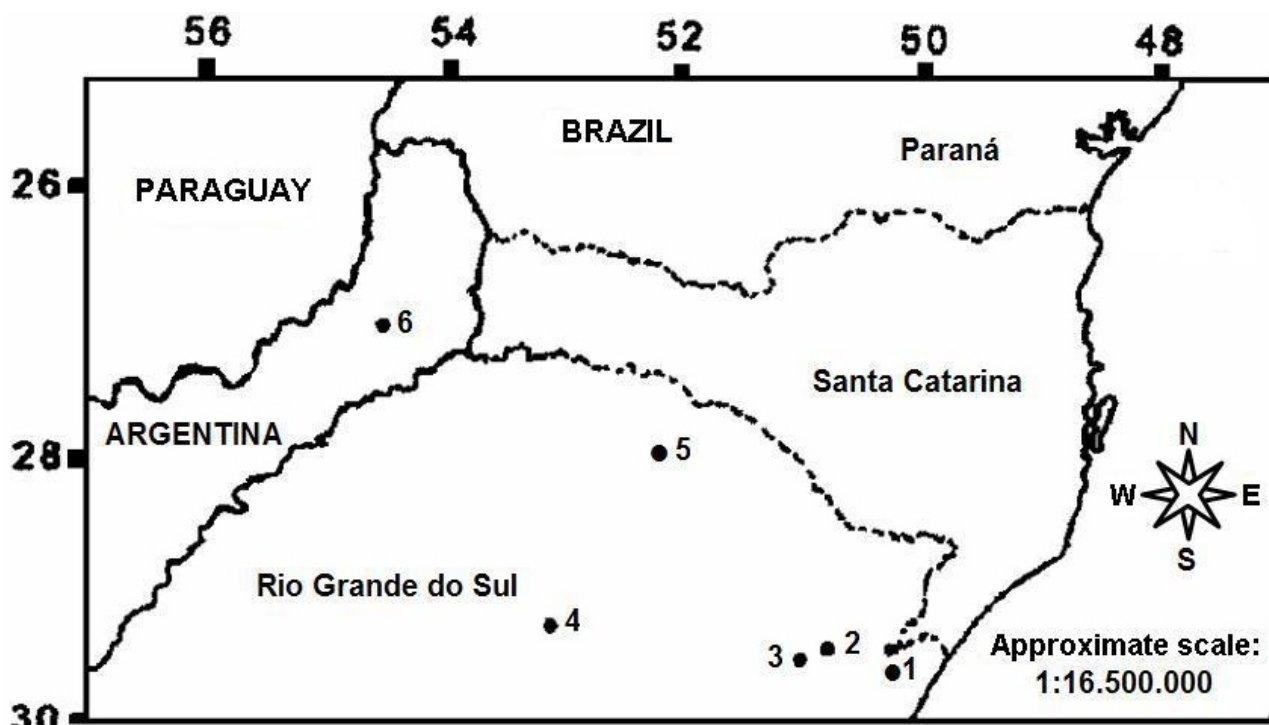 56 54 52 50 48
BRAZIL
Paraná
26
PARAGUAY
6
Santa Catarina
ARGENTINA
28
5
N
W E
S
Rio Grande do Sul
4
3 2
1
Approximate scale:
1:16.500.000
30